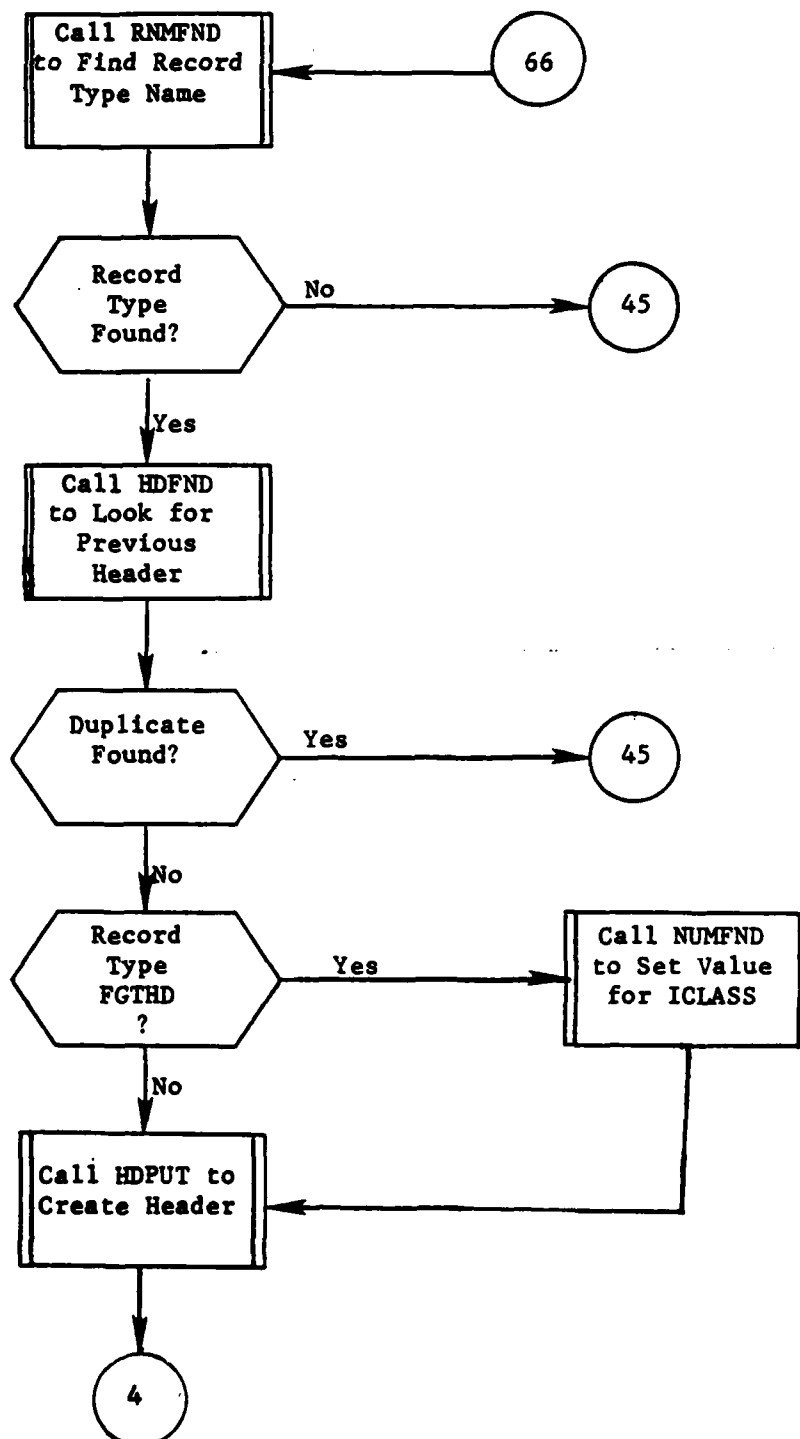 Call RNMFND
to Find Record
Type Name
66
Record
Type
Found?
No
45
Yes
Call HDFND
to Look for
Previous
Header
Duplicate
Found?
Yes
45
No
Record
Type
FGTHD
?
Yes
Call NUMFND
to Set Value
for ICLASS
No
Call HDPUT to
Create Header
4